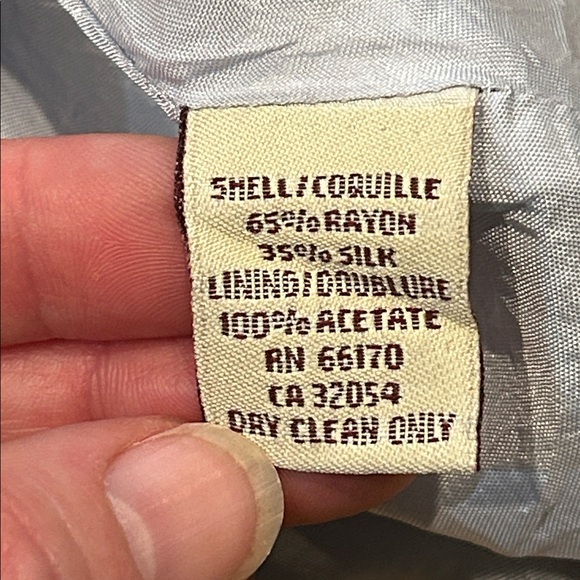 SHELL/COQUILLE
65% RAYON
35% SILK
LINING/DOUBLURE
100% ACETATE
RN 66170
CA 32054
DRY CLEAN ONLY